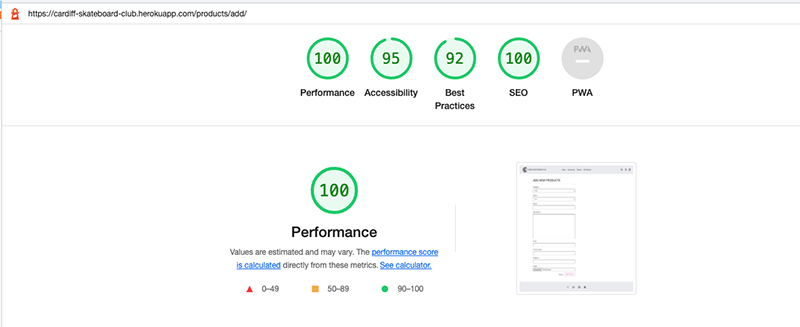 https://cardiff-skateboard-club.herokuapp.com/products/add/
100 95 92 100 PWA
Performance Accessibility Best Practices SEO PWA
100
Performance
Values are estimated and may vary. The performance score
is calculated directly from these metrics. See calculator.
0–49 50–89 90–100
ADD NEW PRODUCTS